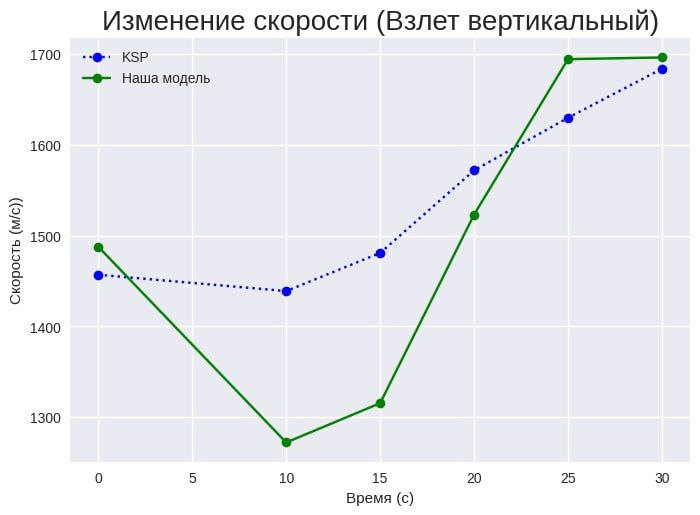 Изменение скорости (Взлет вертикальный)
KSP
Наша модель
Скорость (м/с))
1700
1600
1500
1400
1300
0 5 10 15 20 25 30
Время (с)